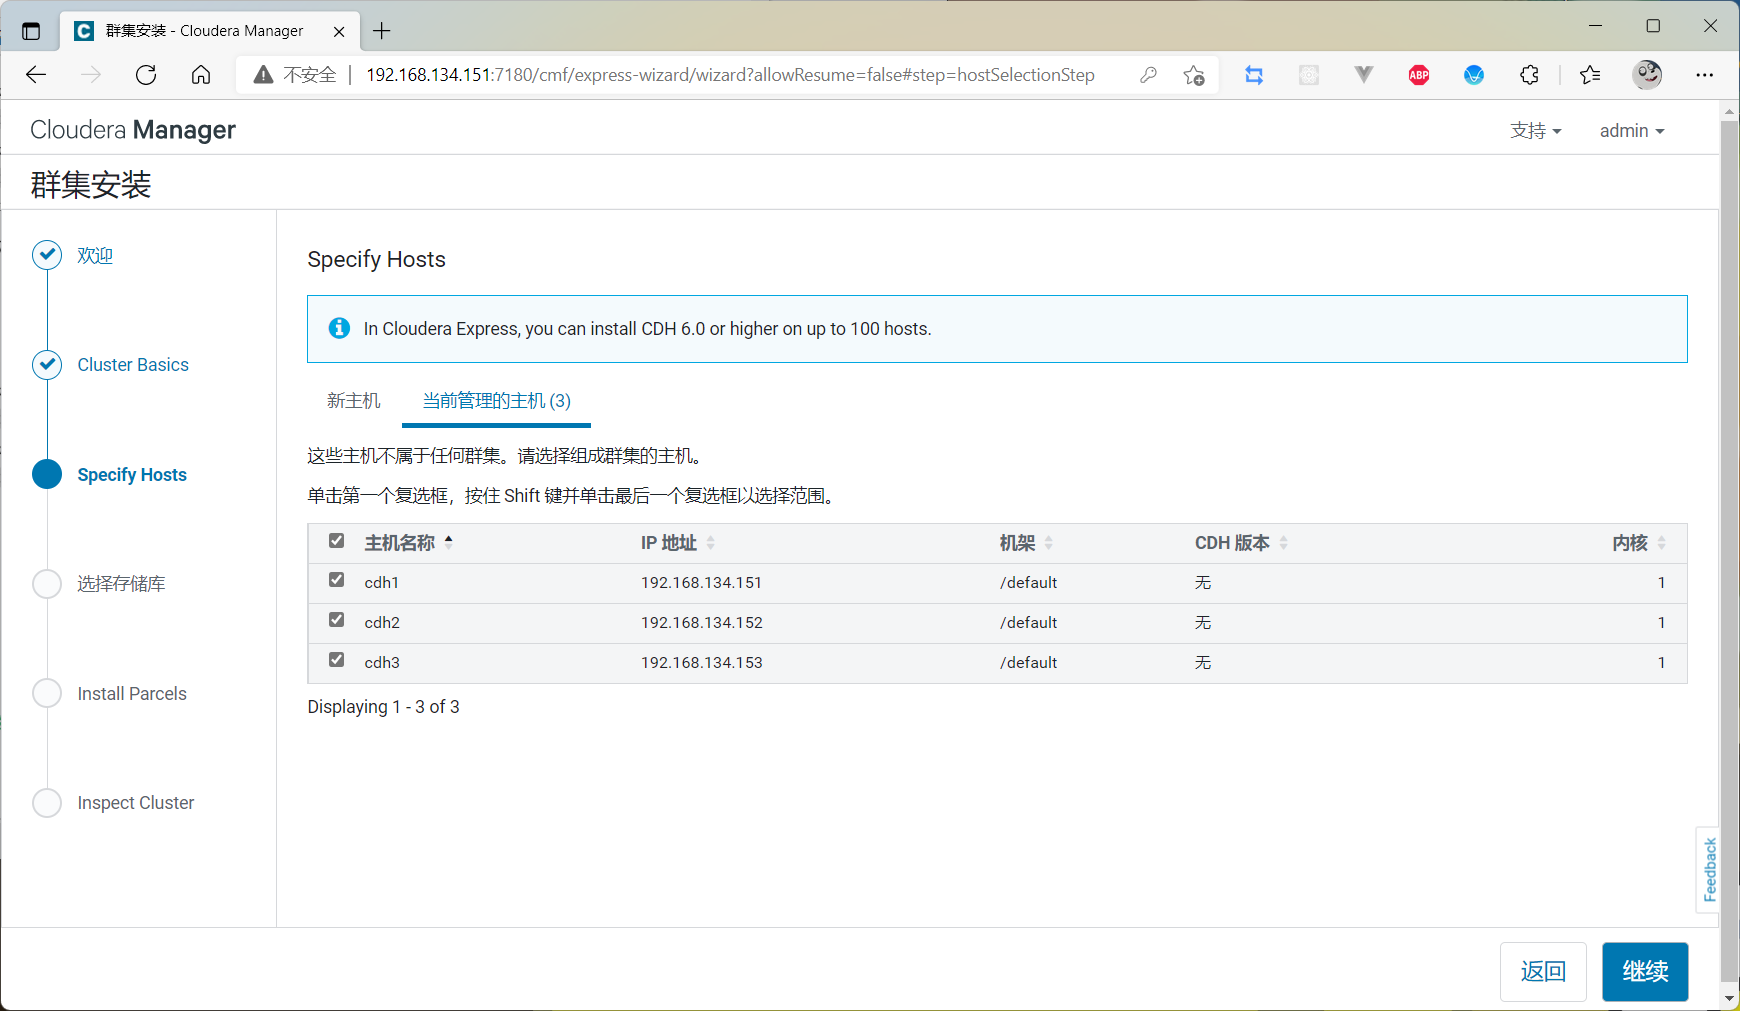 群集安装 - Cloudera Manager
不安全 | 192.168.134.151:7180/cmf/express-wizard/wizard?allowResume=false#step=hostSelectionStep
ABP
Cloudera Manager
支持
admin
群集安装
欢迎
Cluster Basics
Specify Hosts
选择存储库
Install Parcels
Inspect Cluster
Specify Hosts
In Cloudera Express, you can install CDH 6.0 or higher on up to 100 hosts.
新主机 当前管理的主机 (3)
这些主机不属于任何群集。请选择组成群集的主机。
单击第一个复选框，按住 Shift 键并单击最后一个复选框以选择范围。
主机名称 IP 地址 机架 CDH 版本 内核
cdh1 192.168.134.151 /default 无 1
cdh2 192.168.134.152 /default 无 1
cdh3 192.168.134.153 /default 无 1
Displaying 1 - 3 of 3
Feedback
返回 继续